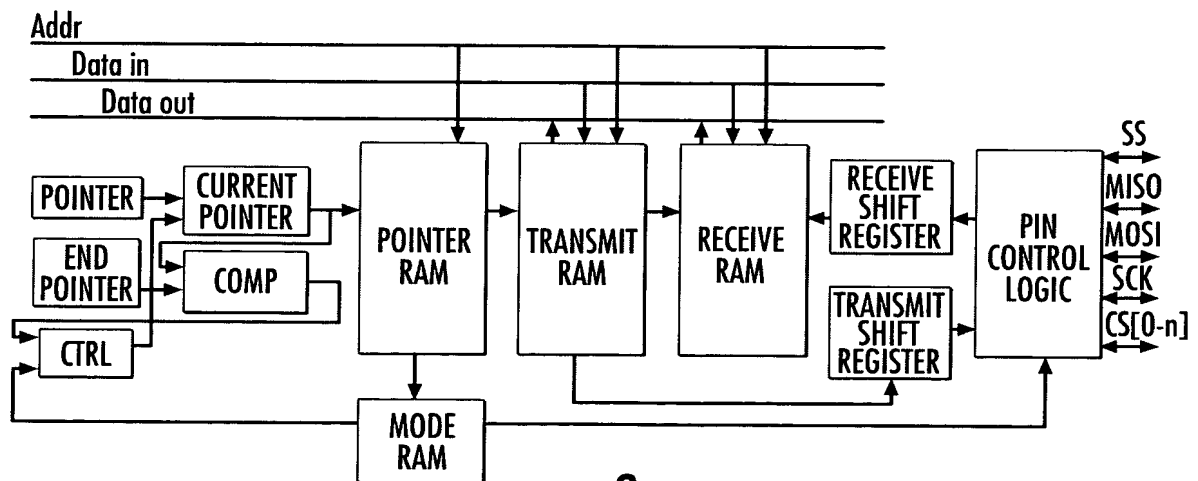 Addr
Data in
Data out
POINTER
CURRENT
POINTER
END
POINTER
COMP
CTRL
POINTER
RAM
TRANSMIT
RAM
RECEIVE
RAM
MODE
RAM
RECEIVE
SHIFT
REGISTER
TRANSMIT
SHIFT
REGISTER
PIN
CONTROL
LOGIC
SS
MISO
MOSI
SCK
CS[0-n]